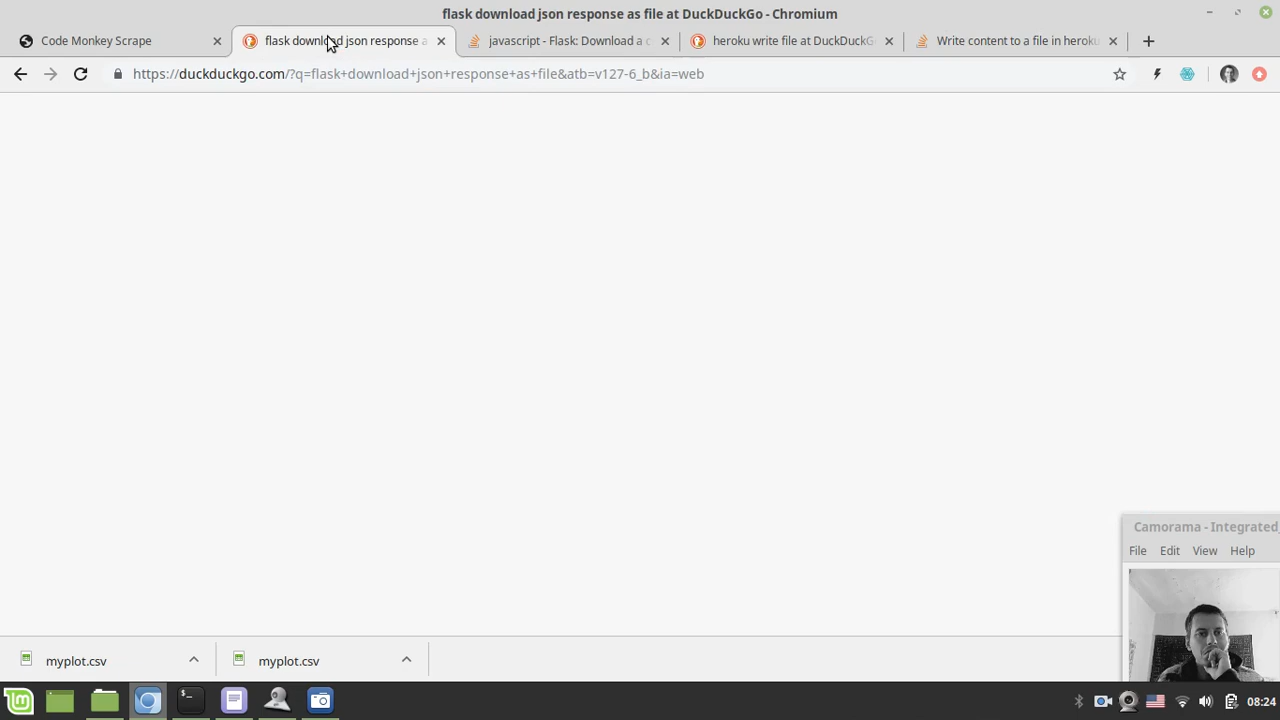 flask download json response as file at DuckDuckGo - Chromium
Code Monkey Scrape
flask download json response a
javascript - Flask: Download a c
heroku write file at DuckDuckG
Write content to a file in heroku
https://duckduckgo.com/?q=flask+download+json+response+as+file&atb=v127-6_b&ia=web
Camorama - Integrated
File Edit View Help
myplot.csv
myplot.csv
08:24